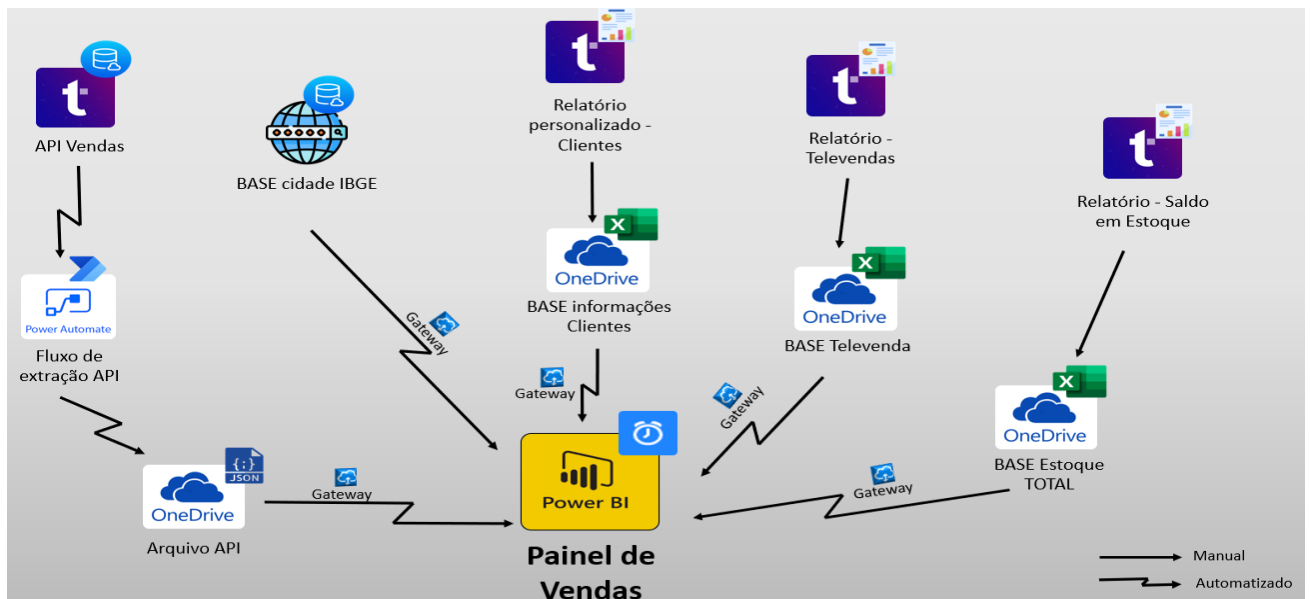 API Vendas
BASE cidade IBGE
Relatório
personalizado -
Clientes
Relatório -
Televendas
Relatório - Saldo
em Estoque
Power Automate
Fluxo de
extração API
OneDrive
BASE informações
Clientes
OneDrive
BASE Televenda
OneDrive
BASE Estoque
TOTAL
Gateway
Gateway
Gateway
Gateway
Gateway
{;}
JSON
OneDrive
Arquivo API
Power BI
Painel de
Vendas
Manual
Automatizado